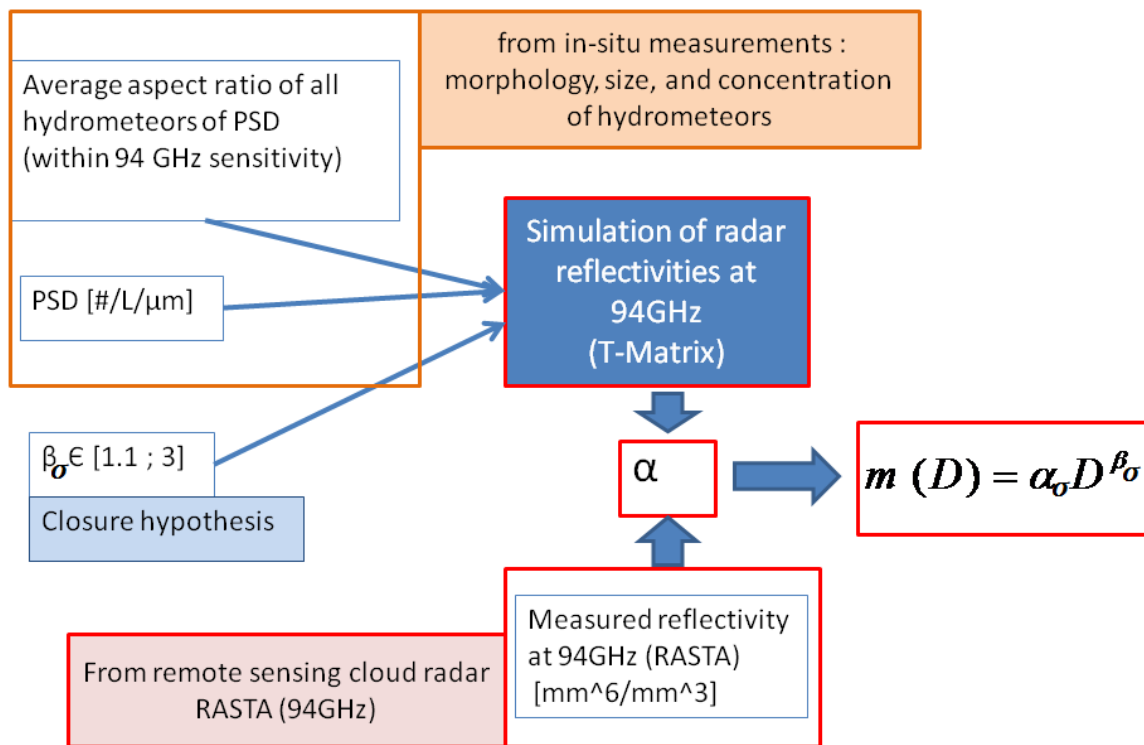 from in-situ measurements :
morphology, size, and concentration
of hydrometeors
Average aspect ratio of all
hydrometeors of PSD
(within 94 GHz sensitivity)
Simulation of radar
reflectivities at
94GHz
(T-Matrix)
PSD [#/L/µm]
βσЄ [1.1 ; 3]
Closure hypothesis
α
m (D) = ασD^βσ
Measured reflectivity
at 94GHz (RASTA)
[mm^6/mm^3]
From remote sensing cloud radar
RASTA (94GHz)